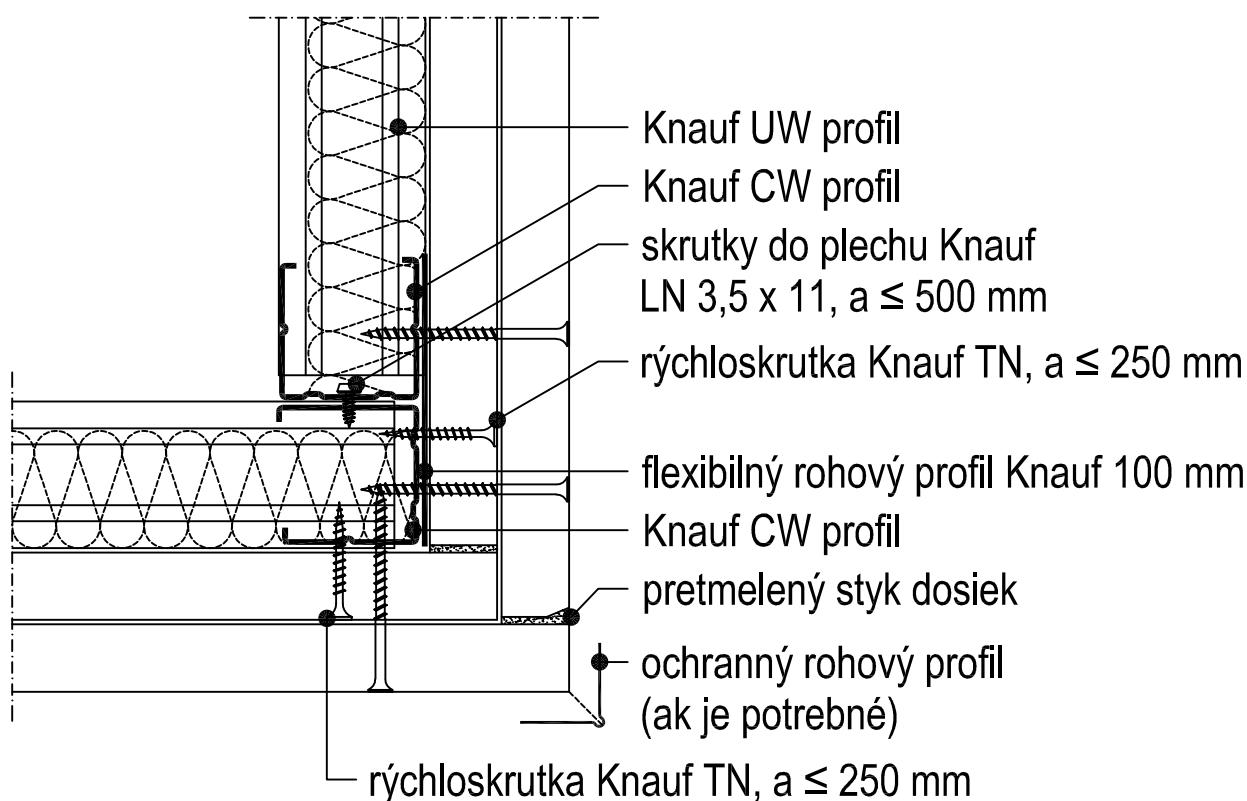 Knauf UW profil
Knauf CW profil
skrutky do plechu Knauf
LN 3,5 x 11, a ≤ 500 mm
rýchloskrutka Knauf TN, a ≤ 250 mm
flexibilný rohový profil Knauf 100 mm
Knauf CW profil
pretmelený styk dosiek
ochranný rohový profil
(ak je potrebné)
rýchloskrutka Knauf TN, a ≤ 250 mm